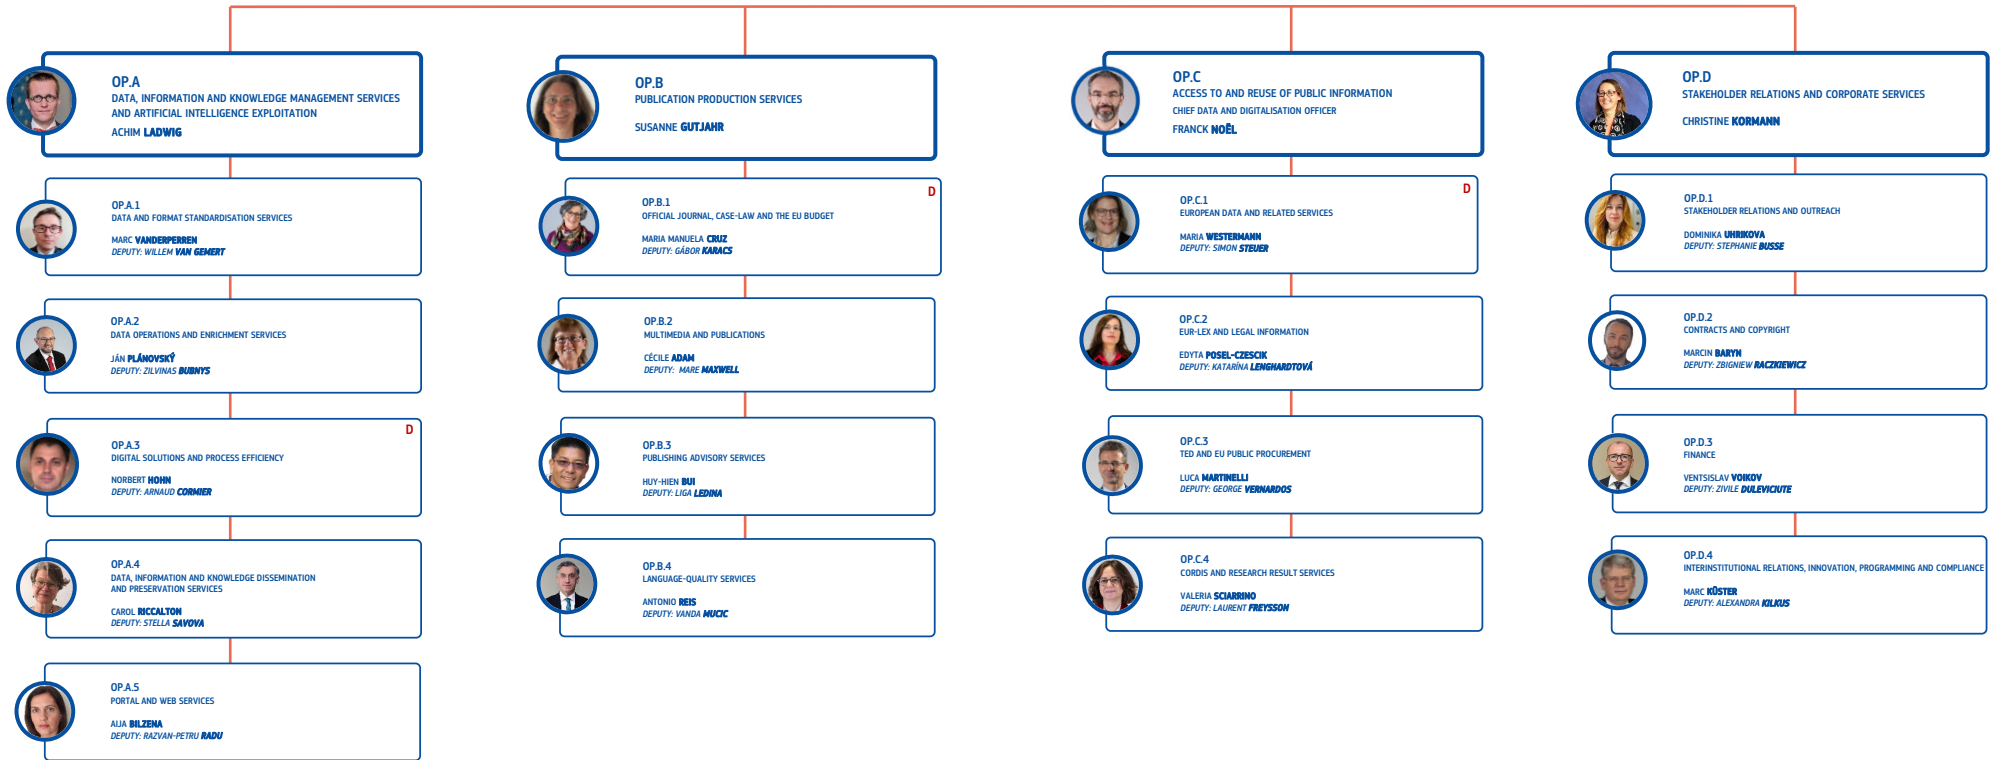 OP.A
DATA, INFORMATION AND KNOWLEDGE MANAGEMENT SERVICES
AND ARTIFICIAL INTELLIGENCE EXPLOITATION
ACHIM LADWIG
OP.A.1
DATA AND FORMAT STANDARDISATION SERVICES
MARC VANDERPERREN
DEPUTY: WILLEM VAN GEMERT
OP.A.2
DATA OPERATIONS AND ENRICHMENT SERVICES
JÁN PLÁNOVSKÝ
DEPUTY: ZILVINAS BUBNYS
D
OP.A.3
DIGITAL SOLUTIONS AND PROCESS EFFICIENCY
NORBERT HOHN
DEPUTY: ARNAUD CORMIER
OP.A.4
DATA, INFORMATION AND KNOWLEDGE DISSEMINATION
AND PRESERVATION SERVICES
CAROL RICCALTON
DEPUTY: STELLA SAVOVA
OP.A.5
PORTAL AND WEB SERVICES
AIJA BILZENA
DEPUTY: RAZVAN-PETRU RADU
OP.B
PUBLICATION PRODUCTION SERVICES
SUSANNE GUTJAHR
D
OP.B.1
OFFICIAL JOURNAL, CASE-LAW AND THE EU BUDGET
MARIA MANUELA CRUZ
DEPUTY: GÁBOR KARACS
OP.B.2
MULTIMEDIA AND PUBLICATIONS
CÉCILE ADAM
DEPUTY: MARE MAXWELL
OP.B.3
PUBLISHING ADVISORY SERVICES
HUY-HIEN BUI
DEPUTY: LIGA LEDINA
OP.B.4
LANGUAGE-QUALITY SERVICES
ANTONIO REIS
DEPUTY: VANDA MUCIC
OP.C
ACCESS TO AND REUSE OF PUBLIC INFORMATION
CHIEF DATA AND DIGITALISATION OFFICER
FRANCK NOËL
D
OP.C.1
EUROPEAN DATA AND RELATED SERVICES
MARIA WESTERMANN
DEPUTY: SIMON STEUER
OP.C.2
EUR-LEX AND LEGAL INFORMATION
EDYTA POSEL-CZESCIK
DEPUTY: KATARÍNA LENGHARDTOVÁ
OP.C.3
TED AND EU PUBLIC PROCUREMENT
LUCA MARTINELLI
DEPUTY: GEORGE VERNARDOS
OP.C.4
CORDIS AND RESEARCH RESULT SERVICES
VALERIA SCIARRINO
DEPUTY: LAURENT FREYSSON
OP.D
STAKEHOLDER RELATIONS AND CORPORATE SERVICES
CHRISTINE KORMANN
OP.D.1
STAKEHOLDER RELATIONS AND OUTREACH
DOMINIKA UHRIKOVA
DEPUTY: STEPHANIE BUSSE
OP.D.2
CONTRACTS AND COPYRIGHT
MARCIN BARYN
DEPUTY: ZBIGNIEW RACZKIEWICZ
OP.D.3
FINANCE
VENTSISLAV VOIKOV
DEPUTY: ZIVILE DULEVICIUTE
OP.D.4
INTERINSTITUTIONAL RELATIONS, INNOVATION, PROGRAMMING AND COMPLIANCE
MARC KÜSTER
DEPUTY: ALEXANDRA KILKUS